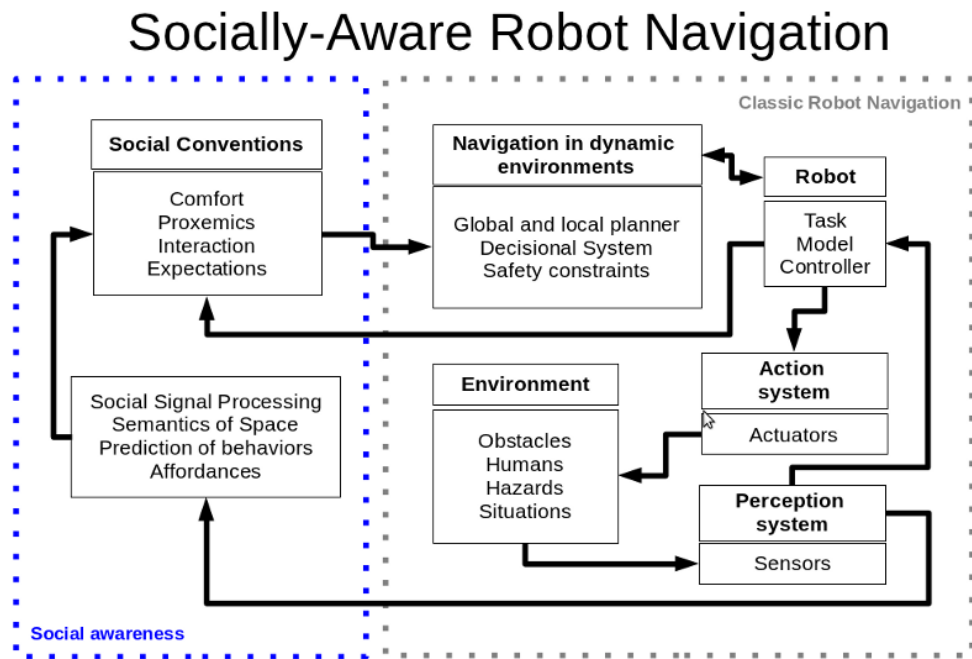 Socially-Aware Robot Navigation
Classic Robot Navigation
Social Conventions
Comfort
Proxemics
Interaction
Expectations
Navigation in dynamic
environments
Global and local planner
Decisional System
Safety constraints
Robot
Task
Model
Controller
Social Signal Processing
Semantics of Space
Prediction of behaviors
Affordances
Environment
Obstacles
Humans
Hazards
Situations
Action
system
Actuators
Perception
system
Sensors
Social awareness